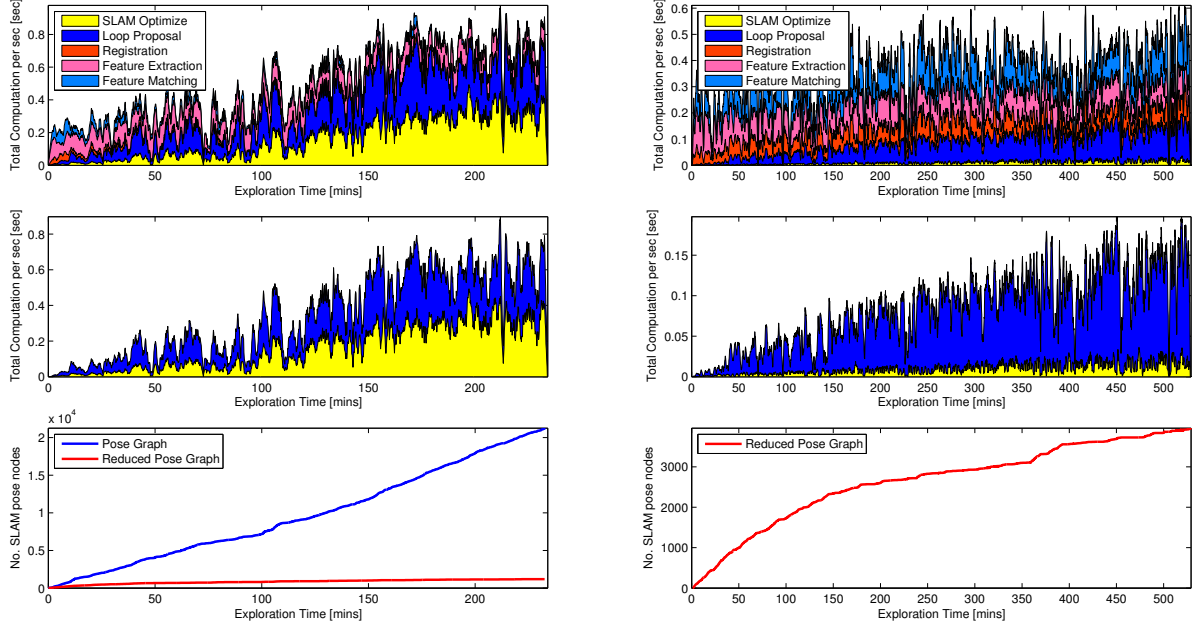 Total Computation per sec [sec]
0.8
0.6
0.4
0.2
0
SLAM Optimize
Loop Proposal
Registration
Feature Extraction
Feature Matching
0 50 100 150 200
Exploration Time [mins]
Total Computation per sec [sec]
0.6
0.5
0.4
0.3
0.2
0.1
0
SLAM Optimize
Loop Proposal
Registration
Feature Extraction
Feature Matching
0 50 100 150 200 250 300 350 400 450 500
Exploration Time [mins]
Total Computation per sec [sec]
0.8
0.6
0.4
0.2
0
0 50 100 150 200
Exploration Time [mins]
Total Computation per sec [sec]
0.15
0.1
0.05
0
0 50 100 150 200 250 300 350 400 450 500
Exploration Time [mins]
x 10^4
No. SLAM pose nodes
2
1.5
1
0.5
0
Pose Graph
Reduced Pose Graph
0 50 100 150 200
Exploration Time [mins]
No. SLAM pose nodes
3000
2000
1000
0
Reduced Pose Graph
0 50 100 150 200 250 300 350 400 450 500
Exploration Time [mins]